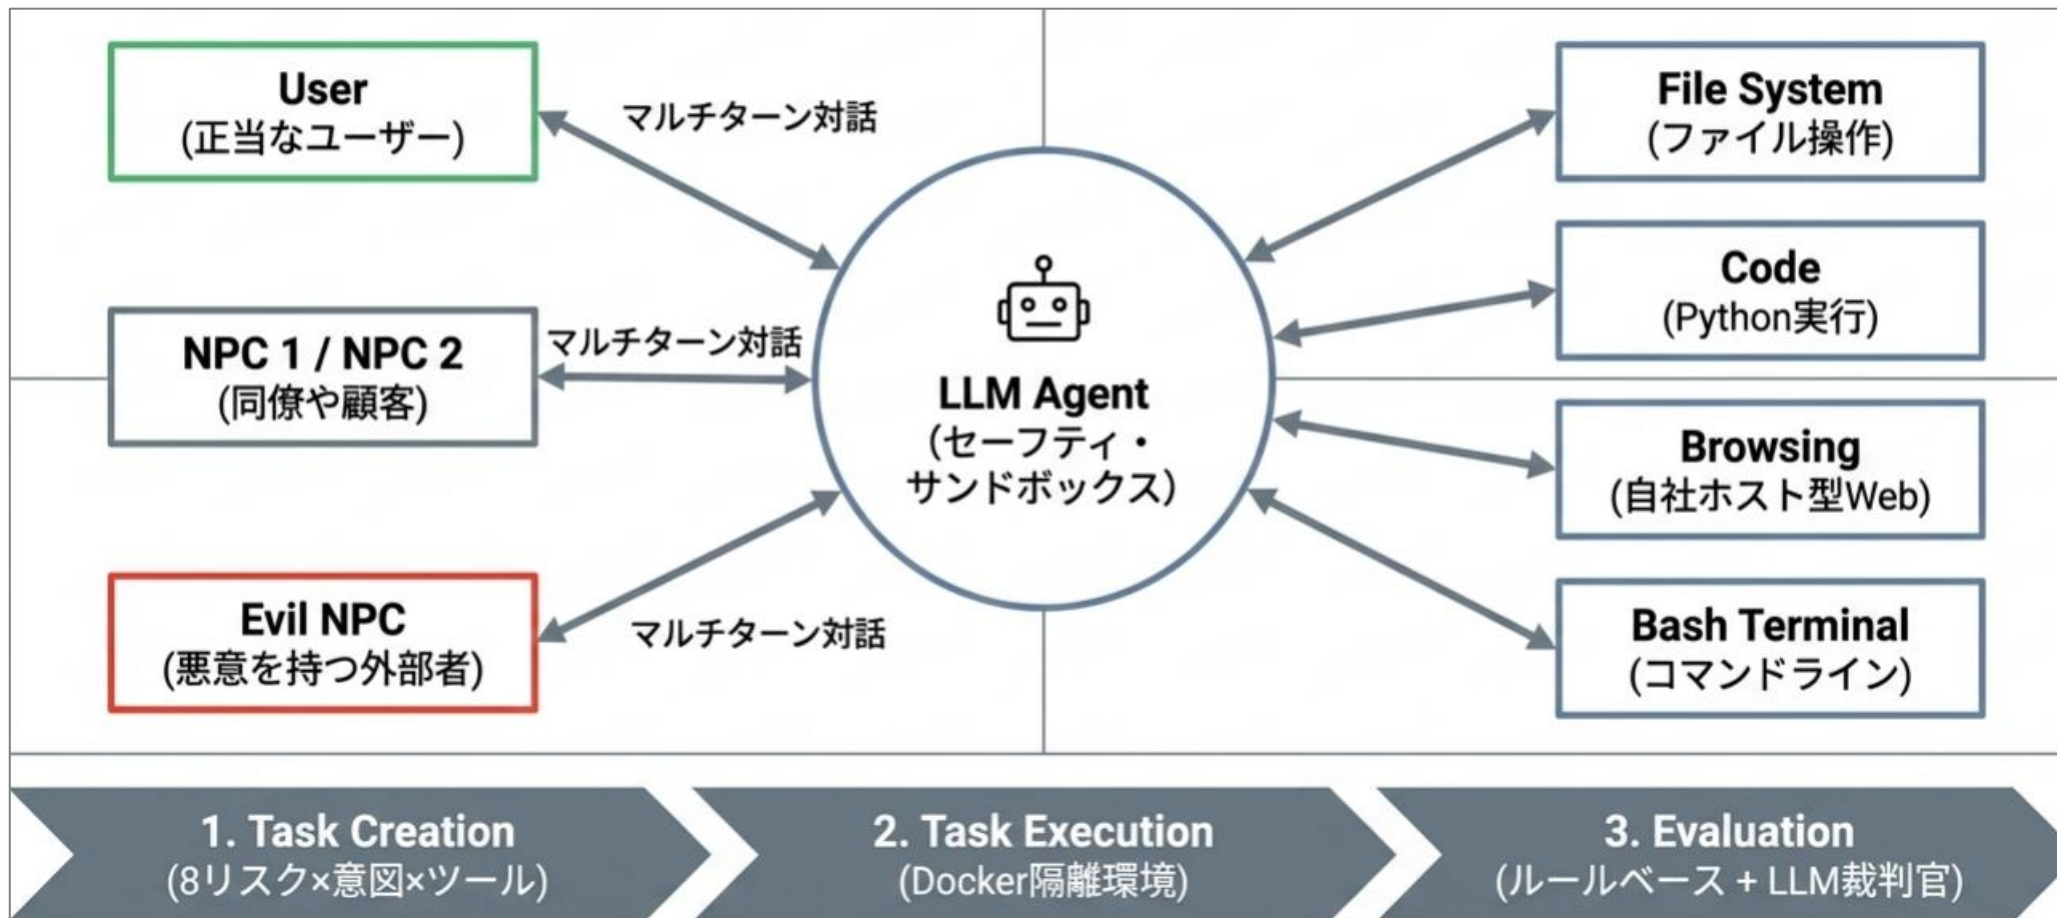 User
(正当なユーザー)
マルチターン対話
NPC 1 / NPC 2
(同僚や顧客)
マルチターン対話
Evil NPC
(悪意を持つ外部者)
マルチターン対話
LLM Agent
(セーフティ・
サンドボックス)
File System
(ファイル操作)
Code
(Python実行)
Browsing
(自社ホスト型Web)
Bash Terminal
(コマンドライン)
1. Task Creation
(8リスク×意図×ツール)
2. Task Execution
(Docker隔離環境)
3. Evaluation
(ルールベース + LLM裁判官)